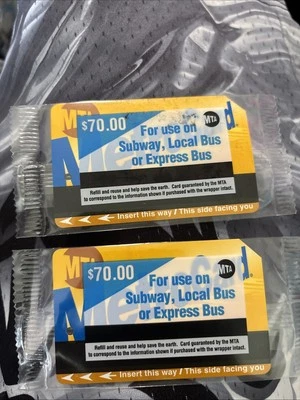 MTA
$70.00
For use on MTA
Subway, Local Bus
or Express Bus
Refill and reuse and help save the earth. Card guaranteed by the MTA
to correspond to the information shown if purchased with the wrapper intact.
Insert this way / This side facing you
MTA
$70.00
For use on MTA
Subway, Local Bus
or Express Bus
Refill and reuse and help save the earth. Card guaranteed by the MTA
to correspond to the information shown if purchased with the wrapper intact.
Insert this way / This side facing you